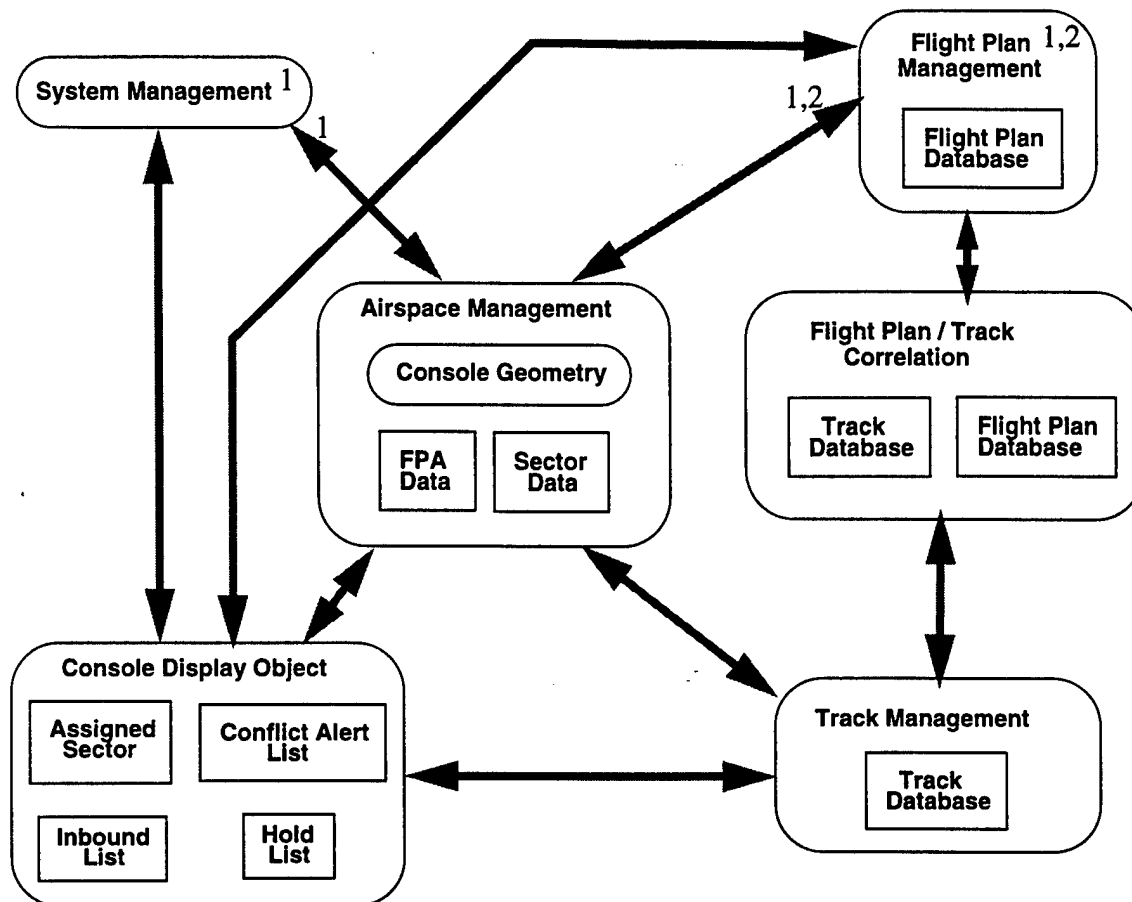 System Management 1
1
Flight Plan 1,2
Management
Flight Plan
Database
1,2
Airspace Management
Console Geometry
FPA
Data
Sector
Data
Flight Plan / Track
Correlation
Track
Database
Flight Plan
Database
Console Display Object
Assigned
Sector
Conflict Alert
List
Inbound
List
Hold
List
Track Management
Track
Database